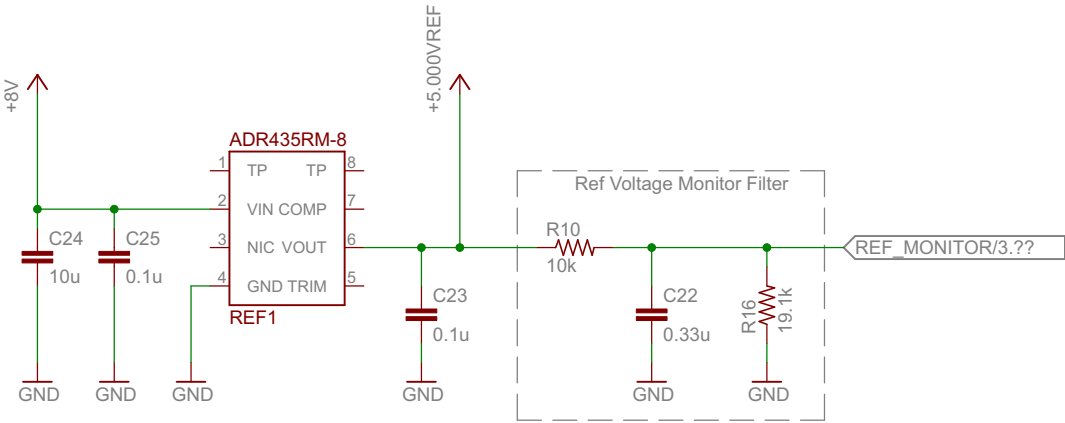 +8V
+5.000VREF
ADR435RM-8
1 TP TP 8
2 VIN COMP 7
3 NIC VOUT 6
4 GND TRIM 5
REF1
C24
10u
C25
0.1u
C23
0.1u
Ref Voltage Monitor Filter
R10
10k
C22
0.33u
R16
19.1k
REF_MONITOR/3.??
GND
GND
GND
GND
GND
GND